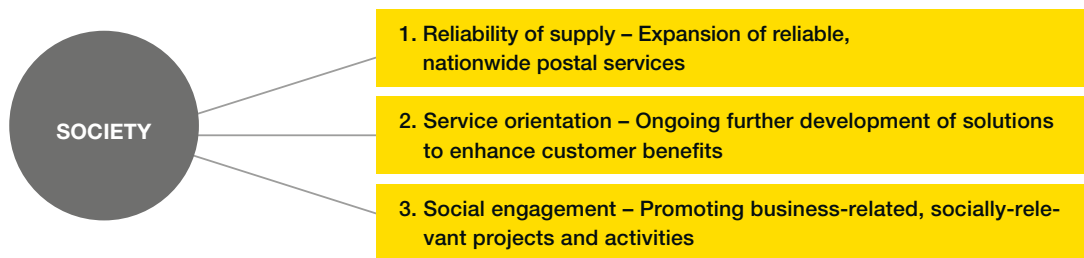 SOCIETY
1. Reliability of supply – Expansion of reliable,
nationwide postal services
2. Service orientation – Ongoing further development of solutions
to enhance customer benefits
3. Social engagement – Promoting business-related, socially-rele-
vant projects and activities